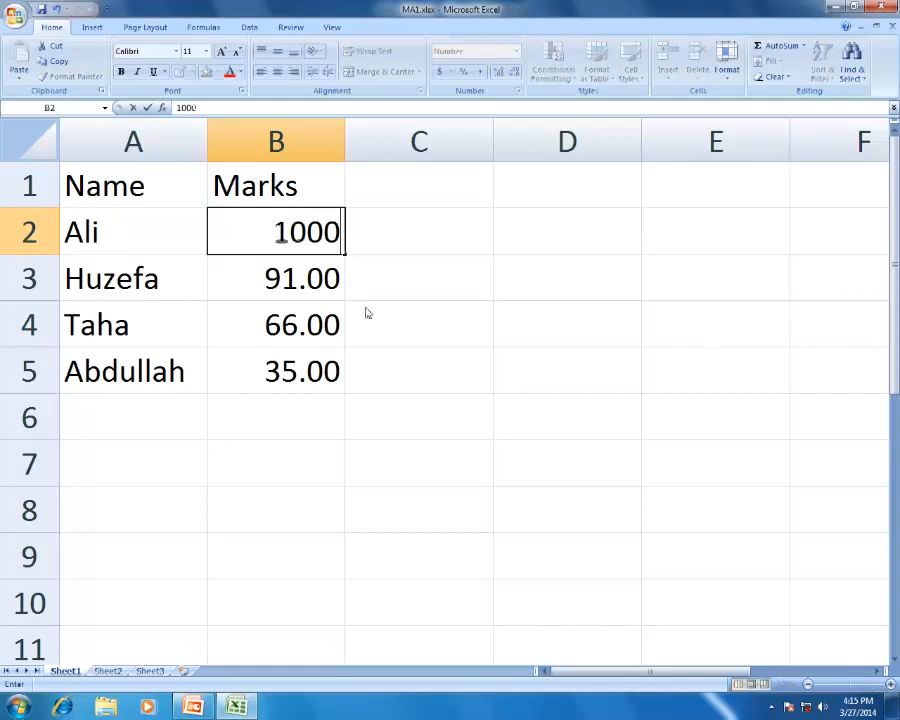 MA1.xlsx - Microsoft Excel
Home Insert Page Layout Formulas Data Review View
Paste
Cut
Copy
Format Painter
Clipboard
Calibri 11
B I U
Font
Wrap Text
Merge & Center
Alignment
Number
$ % ,
Number
Conditional Formatting
Format as Table
Cell Styles
Styles
Insert Delete Format
Cells
Σ AutoSum
Fill
Clear
Sort & Filter
Find & Select
Editing
B2 fx 1000
A B C D E F
1 Name Marks
2 Ali 1000
3 Huzefa 91.00
4 Taha 66.00
5 Abdullah 35.00
6
7
8
9
10
11
Sheet1 Sheet2 Sheet3
Enter
4:15 PM
3/27/2014